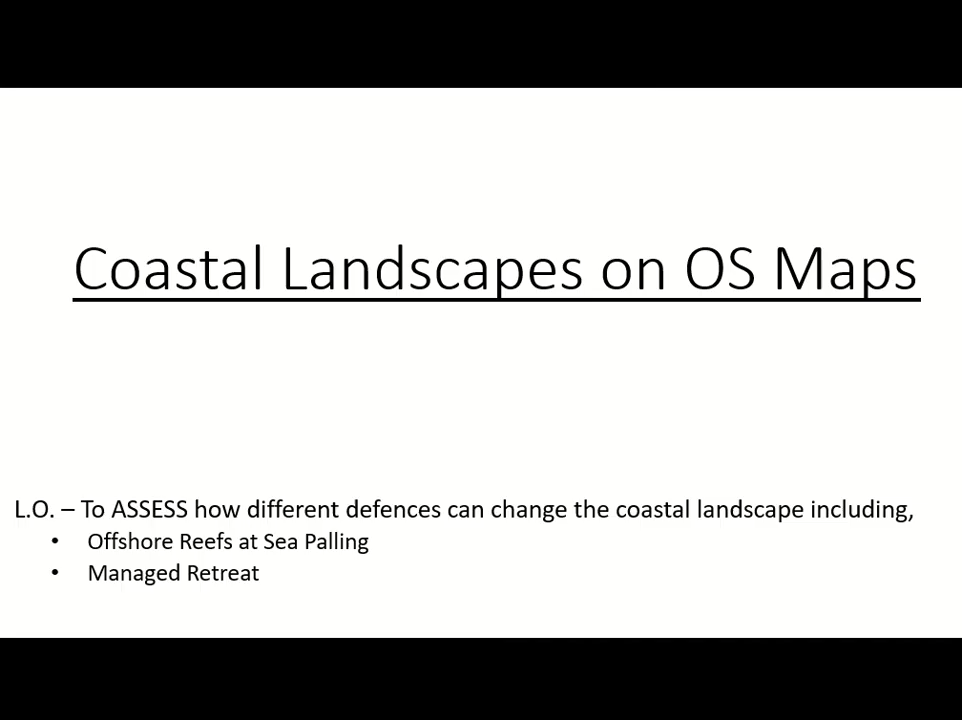 Coastal Landscapes on OS Maps
L.O. – To ASSESS how different defences can change the coastal landscape including,
• Offshore Reefs at Sea Palling
• Managed Retreat